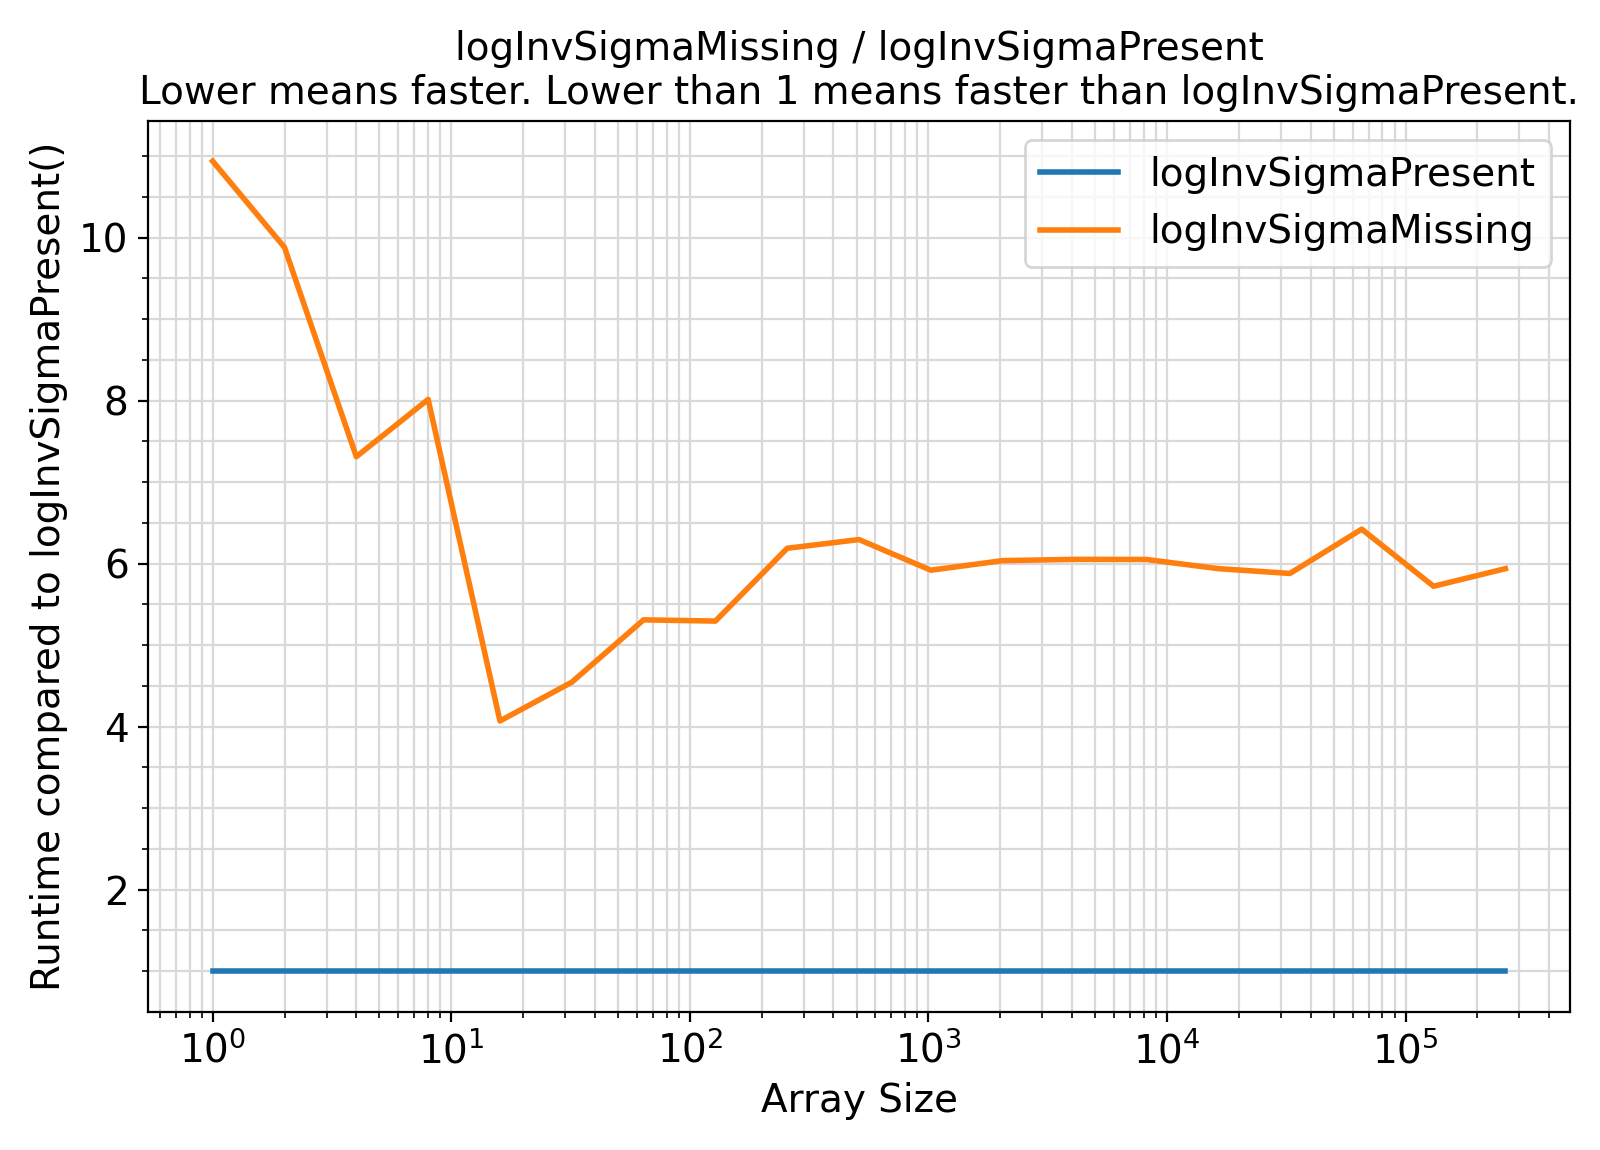 logInvSigmaMissing / logInvSigmaPresent
Lower means faster. Lower than 1 means faster than logInvSigmaPresent.
Runtime compared to logInvSigmaPresent()
10
8
6
4
2
logInvSigmaPresent
logInvSigmaMissing
10⁰ 10¹ 10² 10³ 10⁴ 10⁵
Array Size